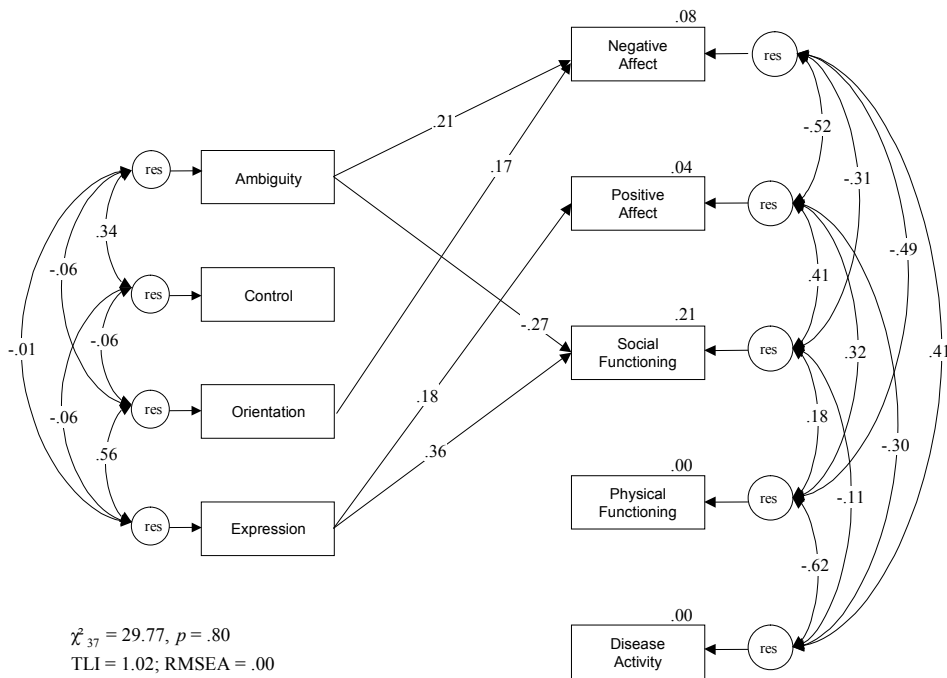 .08
Negative
Affect
res
.21
-.52
.17
res
Ambiguity
.04
Positive
Affect
res
-.31
.34
-.06
-.49
.41
res
Control
-.27
.21
Social
Functioning
res
-.01
-.06
.32
.41
.18
res
Orientation
-.06
.36
.18
-.30
.56
.00
Physical
Functioning
res
-.11
res
Expression
-.62
.00
Disease
Activity
res
χ² 37 = 29.77, p = .80
TLI = 1.02; RMSEA = .00